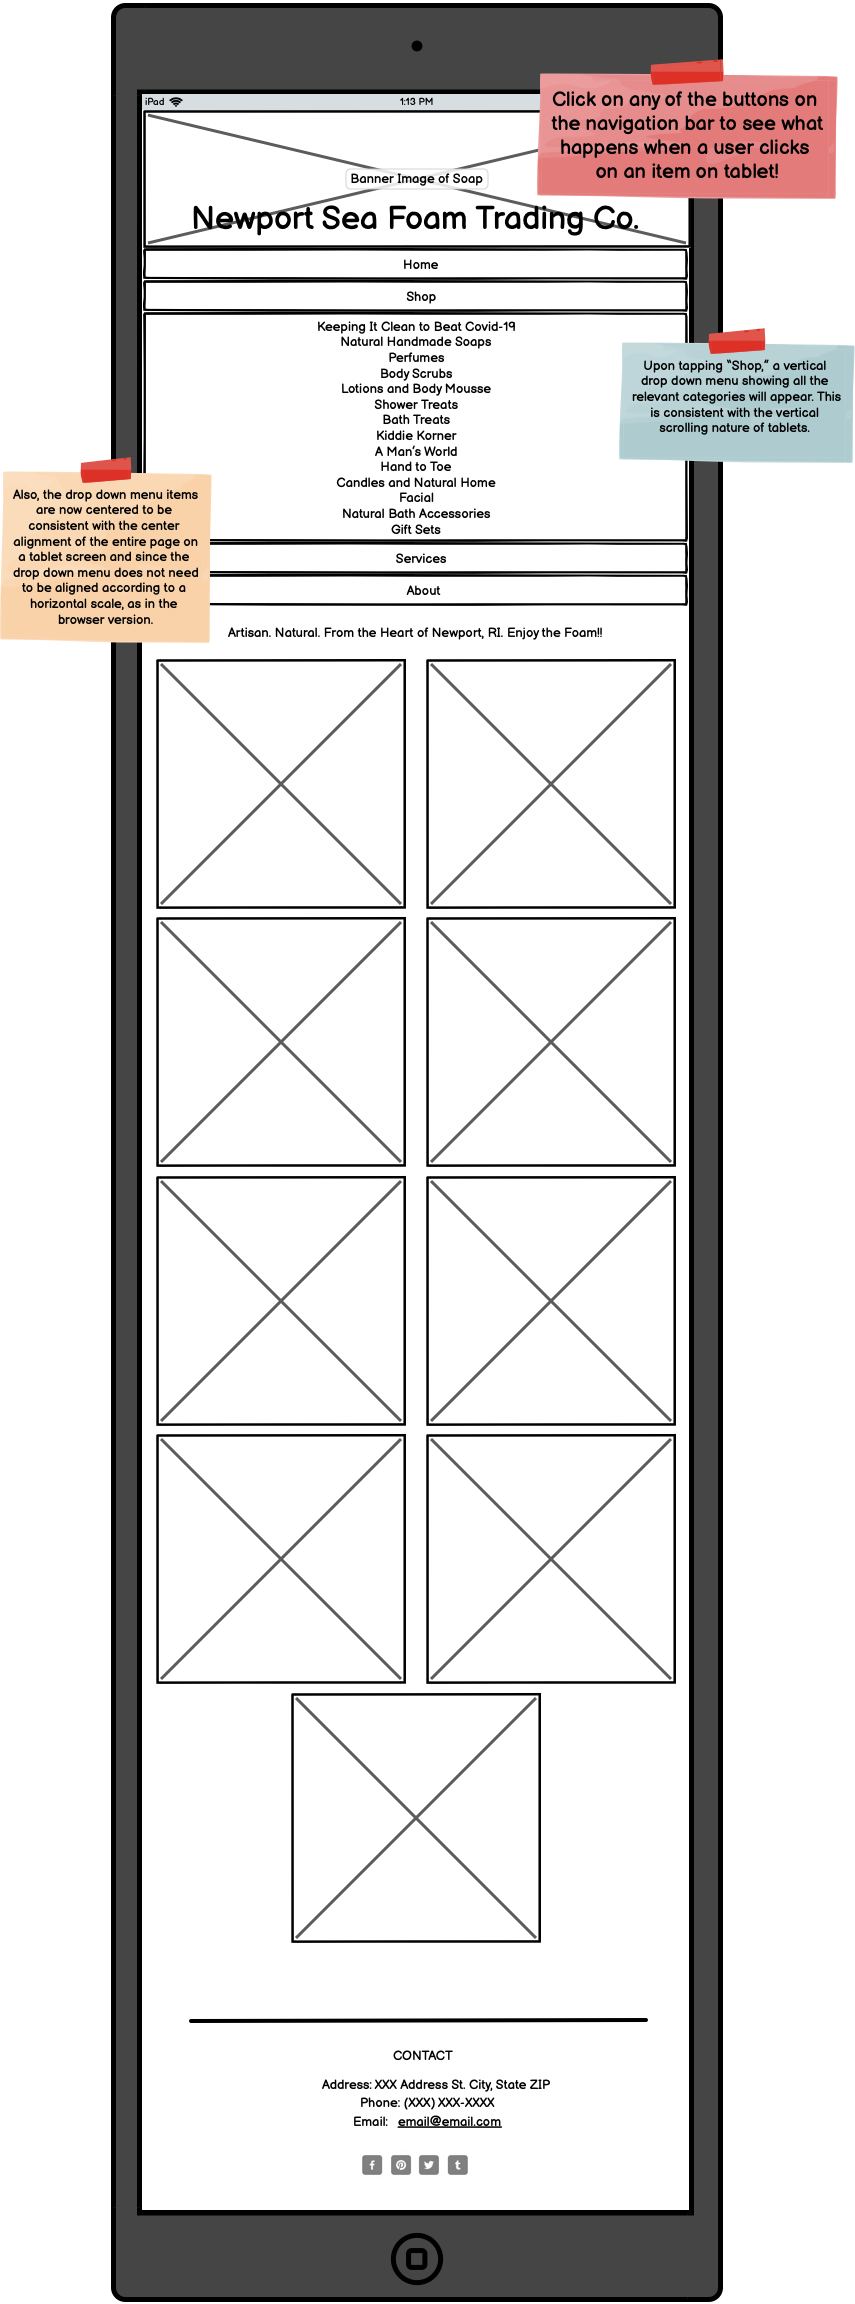 iPad
1:13 PM
Click on any of the buttons on
the navigation bar to see what
happens when a user clicks
on an item on tablet!
Banner Image of Soap
Newport Sea Foam Trading Co.
Home
Shop
Keeping It Clean to Beat Covid-19
Natural Handmade Soaps
Perfumes
Body Scrubs
Lotions and Body Mousse
Shower Treats
Bath Treats
Kiddie Korner
A Man's World
Hand to Toe
Candles and Natural Home
Facial
Natural Bath Accessories
Gift Sets
Upon tapping "Shop," a vertical
drop down menu showing all the
relevant categories will appear. This
is consistent with the vertical
scrolling nature of tablets.
Also, the drop down menu items
are now centered to be
consistent with the center
alignment of the entire page on
a tablet screen and since the
drop down menu does not need
to be aligned according to a
horizontal scale, as in the
browser version.
Services
About
Artisan. Natural. From the Heart of Newport, RI. Enjoy the Foam!!
CONTACT
Address: XXX Address St. City, State ZIP
Phone: (XXX) XXX-XXXX
Email: email@email.com